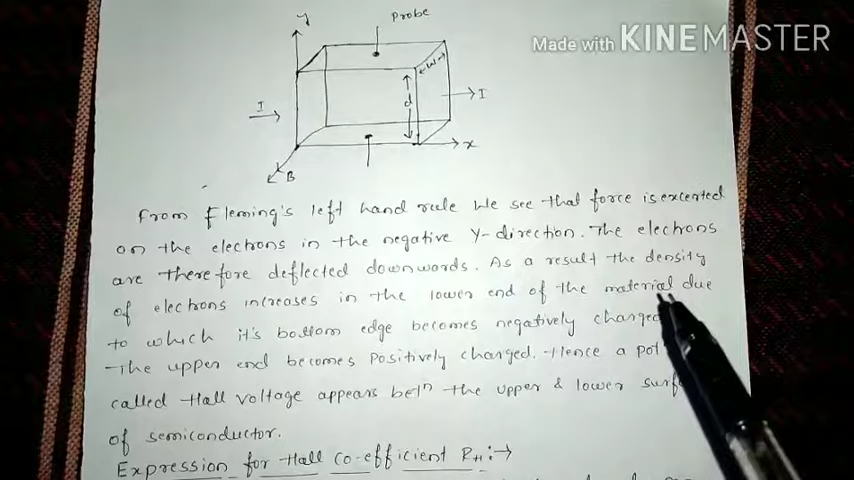 Made with KINEMASTER
y
Probe
w
I
d
I
x
B
From Fleming's left hand rule we see that force is excerted
on the electrons in the negative Y-direction. The electrons
are therefore deflected downwords. As a result the density
of electrons increases in the lower end of the material due
to which it's bottom edge becomes negatively charged
The upper end becomes positively charged. Hence a pot
called Hall voltage appears betn the upper & lower surf
of semiconductor.
Expression for Hall co-efficient RH:→